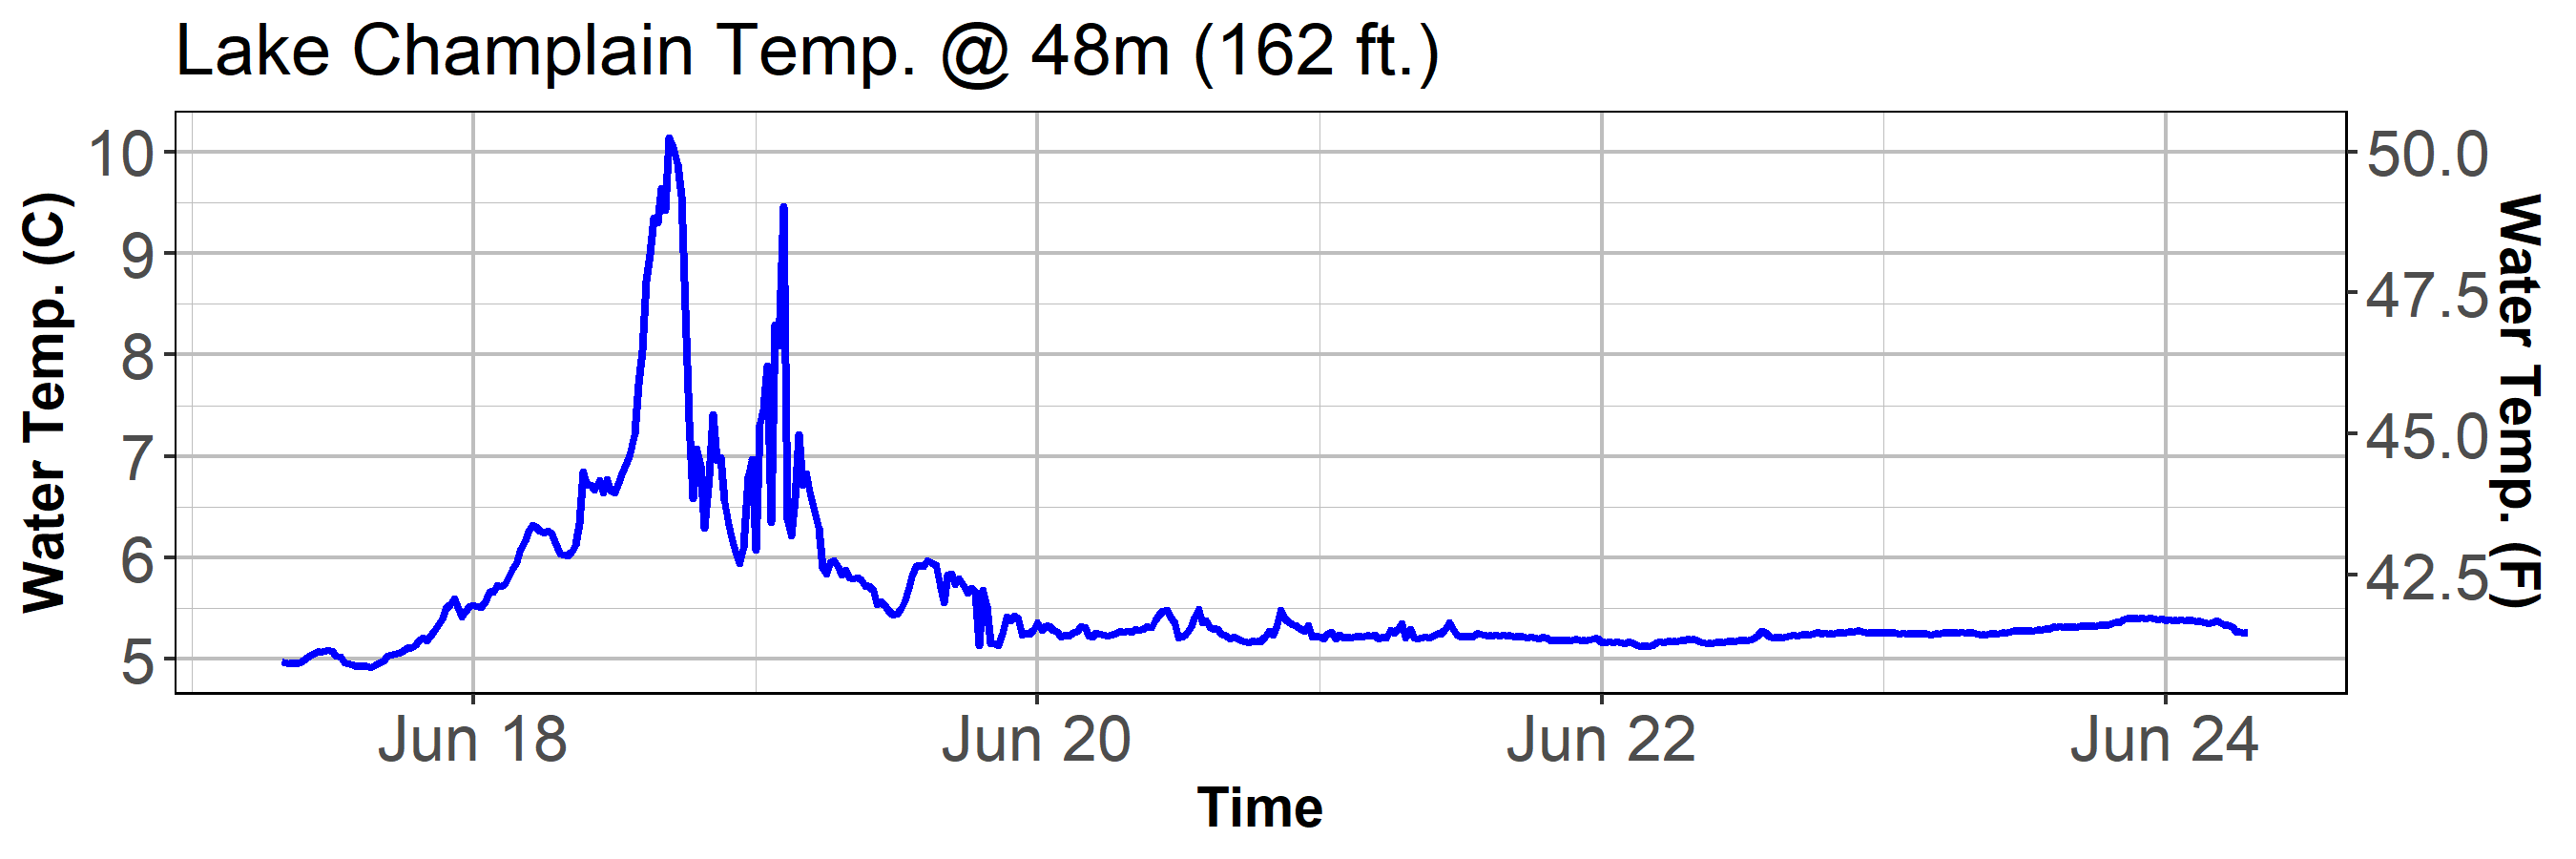 Lake Champlain Temp. @ 48m (162 ft.)
Water Temp. (C)
10
9
8
7
6
5
50.0
47.5
45.0
42.5
Water Temp. (F)
Jun 18
Jun 20
Jun 22
Jun 24
Time